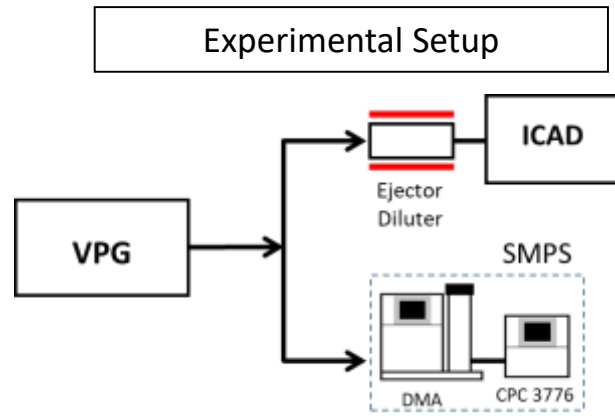 Experimental Setup
ICAD
Ejector
Diluter
VPG
SMPS
DMA
CPC 3776